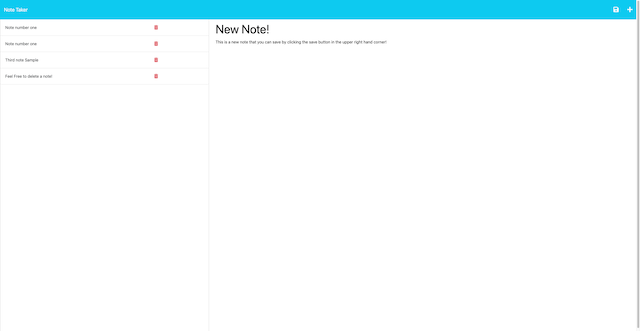 Note Taker
Note number one
Note number one
Third note Sample
Feel Free to delete a note!
New Note!
This is a new note that you can save by clicking the save button in the upper right hand corner!